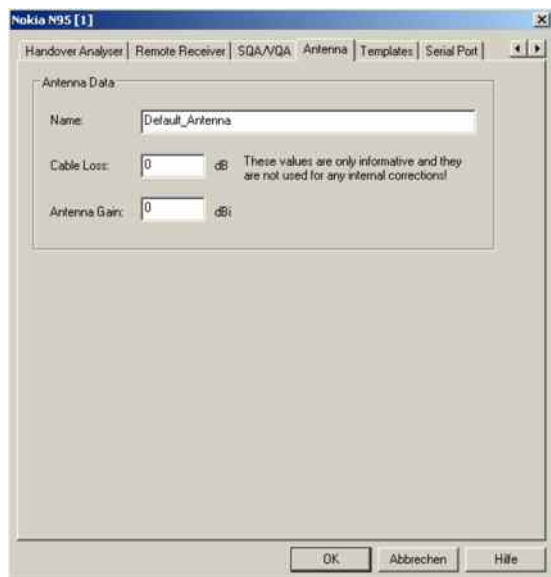 Nokia N95 [1]
Handover Analyser Remote Receiver SQA/VQA Antenna Templates Serial Port
Antenna Data
Name: Default_Antenna
Cable Loss: 0 dB These values are only informative and they
are not used for any internal corrections!
Antenna Gain: 0 dBi
OK Abbrechen Hilfe